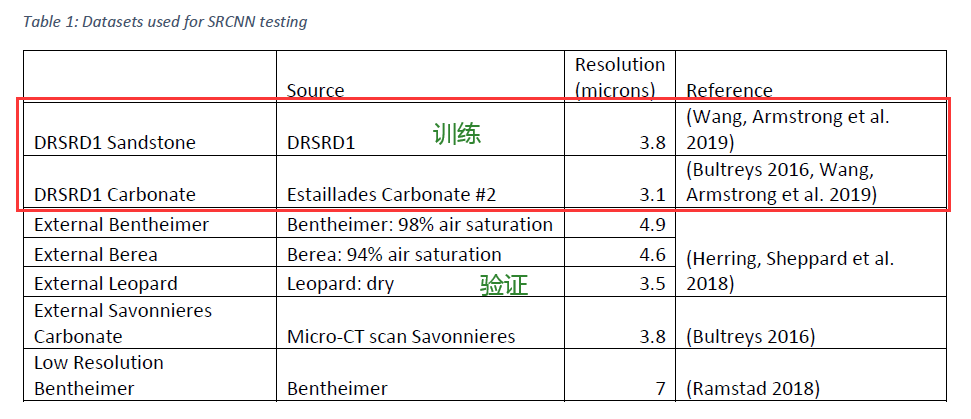 Table 1: Datasets used for SRCNN testing
Source
Resolution
(microns)
Reference
DRSRD1 Sandstone
DRSRD1
训练
3.8
(Wang, Armstrong et al.
2019)
DRSRD1 Carbonate
Estaillades Carbonate #2
3.1
(Bultreys 2016, Wang,
Armstrong et al. 2019)
External Bentheimer
Bentheimer: 98% air saturation
4.9
External Berea
Berea: 94% air saturation
4.6
(Herring, Sheppard et al.
2018)
External Leopard
Leopard: dry
验证
3.5
External Savonnieres
Carbonate
Micro-CT scan Savonnieres
3.8
(Bultreys 2016)
Low Resolution
Bentheimer
Bentheimer
7
(Ramstad 2018)